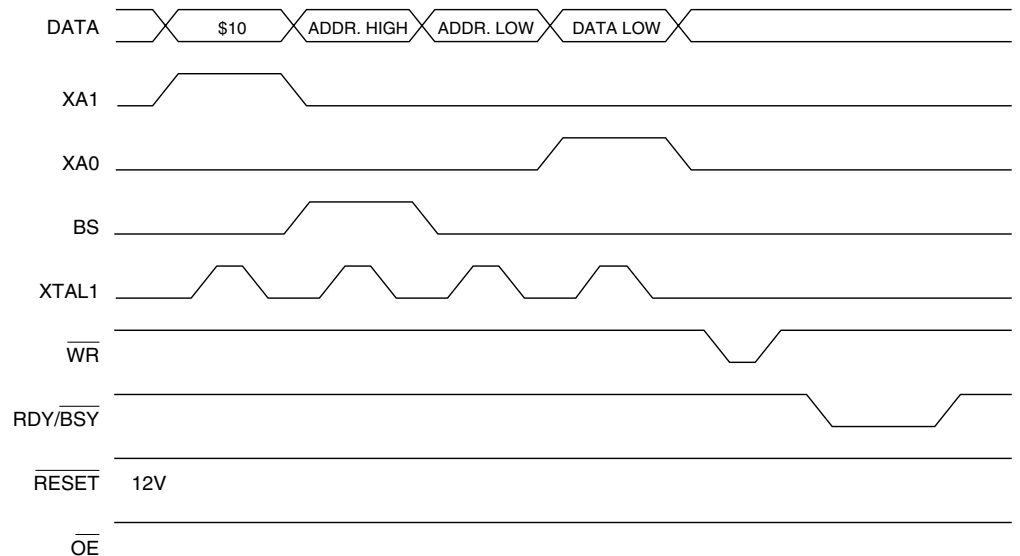 DATA $10 ADDR. HIGH ADDR. LOW DATA LOW
XA1
XA0
BS
XTAL1
WR
RDY/BSY
RESET 12V
OE